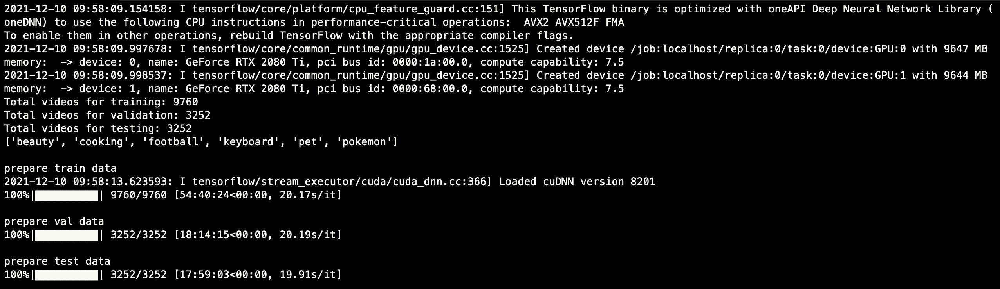 2021-12-10 09:58:09.154158: I tensorflow/core/platform/cpu_feature_guard.cc:151] This TensorFlow binary is optimized with oneAPI Deep Neural Network Library (
oneDNN) to use the following CPU instructions in performance-critical operations:  AVX2 AVX512F FMA
To enable them in other operations, rebuild TensorFlow with the appropriate compiler flags.
2021-12-10 09:58:09.997678: I tensorflow/core/common_runtime/gpu/gpu_device.cc:1525] Created device /job:localhost/replica:0/task:0/device:GPU:0 with 9647 MB
memory:  -> device: 0, name: GeForce RTX 2080 Ti, pci bus id: 0000:1a:00.0, compute capability: 7.5
2021-12-10 09:58:09.998537: I tensorflow/core/common_runtime/gpu/gpu_device.cc:1525] Created device /job:localhost/replica:0/task:0/device:GPU:1 with 9644 MB
memory:  -> device: 1, name: GeForce RTX 2080 Ti, pci bus id: 0000:68:00.0, compute capability: 7.5
Total videos for training: 9760
Total videos for validation: 3252
Total videos for testing: 3252
['beauty', 'cooking', 'football', 'keyboard', 'pet', 'pokemon']
prepare train data
2021-12-10 09:58:13.623593: I tensorflow/stream_executor/cuda/cuda_dnn.cc:366] Loaded cuDNN version 8201
100%|██████████| 9760/9760 [54:40:24<00:00, 20.17s/it]
prepare val data
100%|██████████| 3252/3252 [18:14:15<00:00, 20.19s/it]
prepare test data
100%|██████████| 3252/3252 [17:59:03<00:00, 19.91s/it]